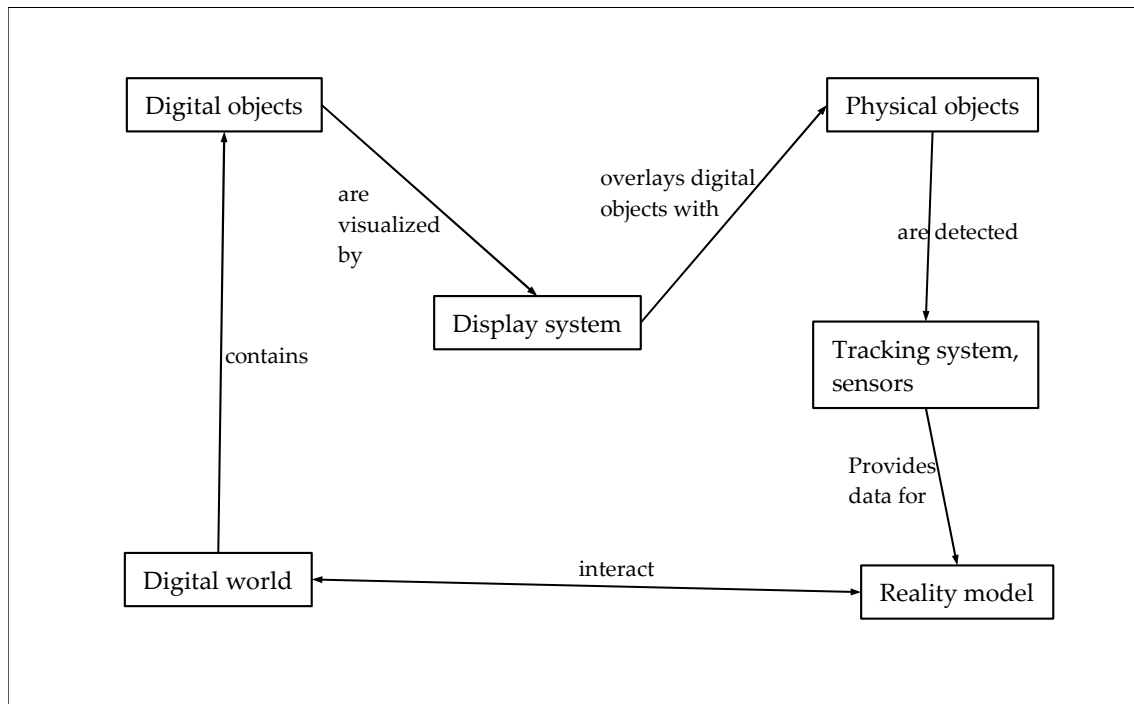 Digital objects
Physical objects
are
visualized
by
overlays digital
objects with
are detected
Display system
Tracking system,
sensors
contains
Provides
data for
Digital world
interact
Reality model